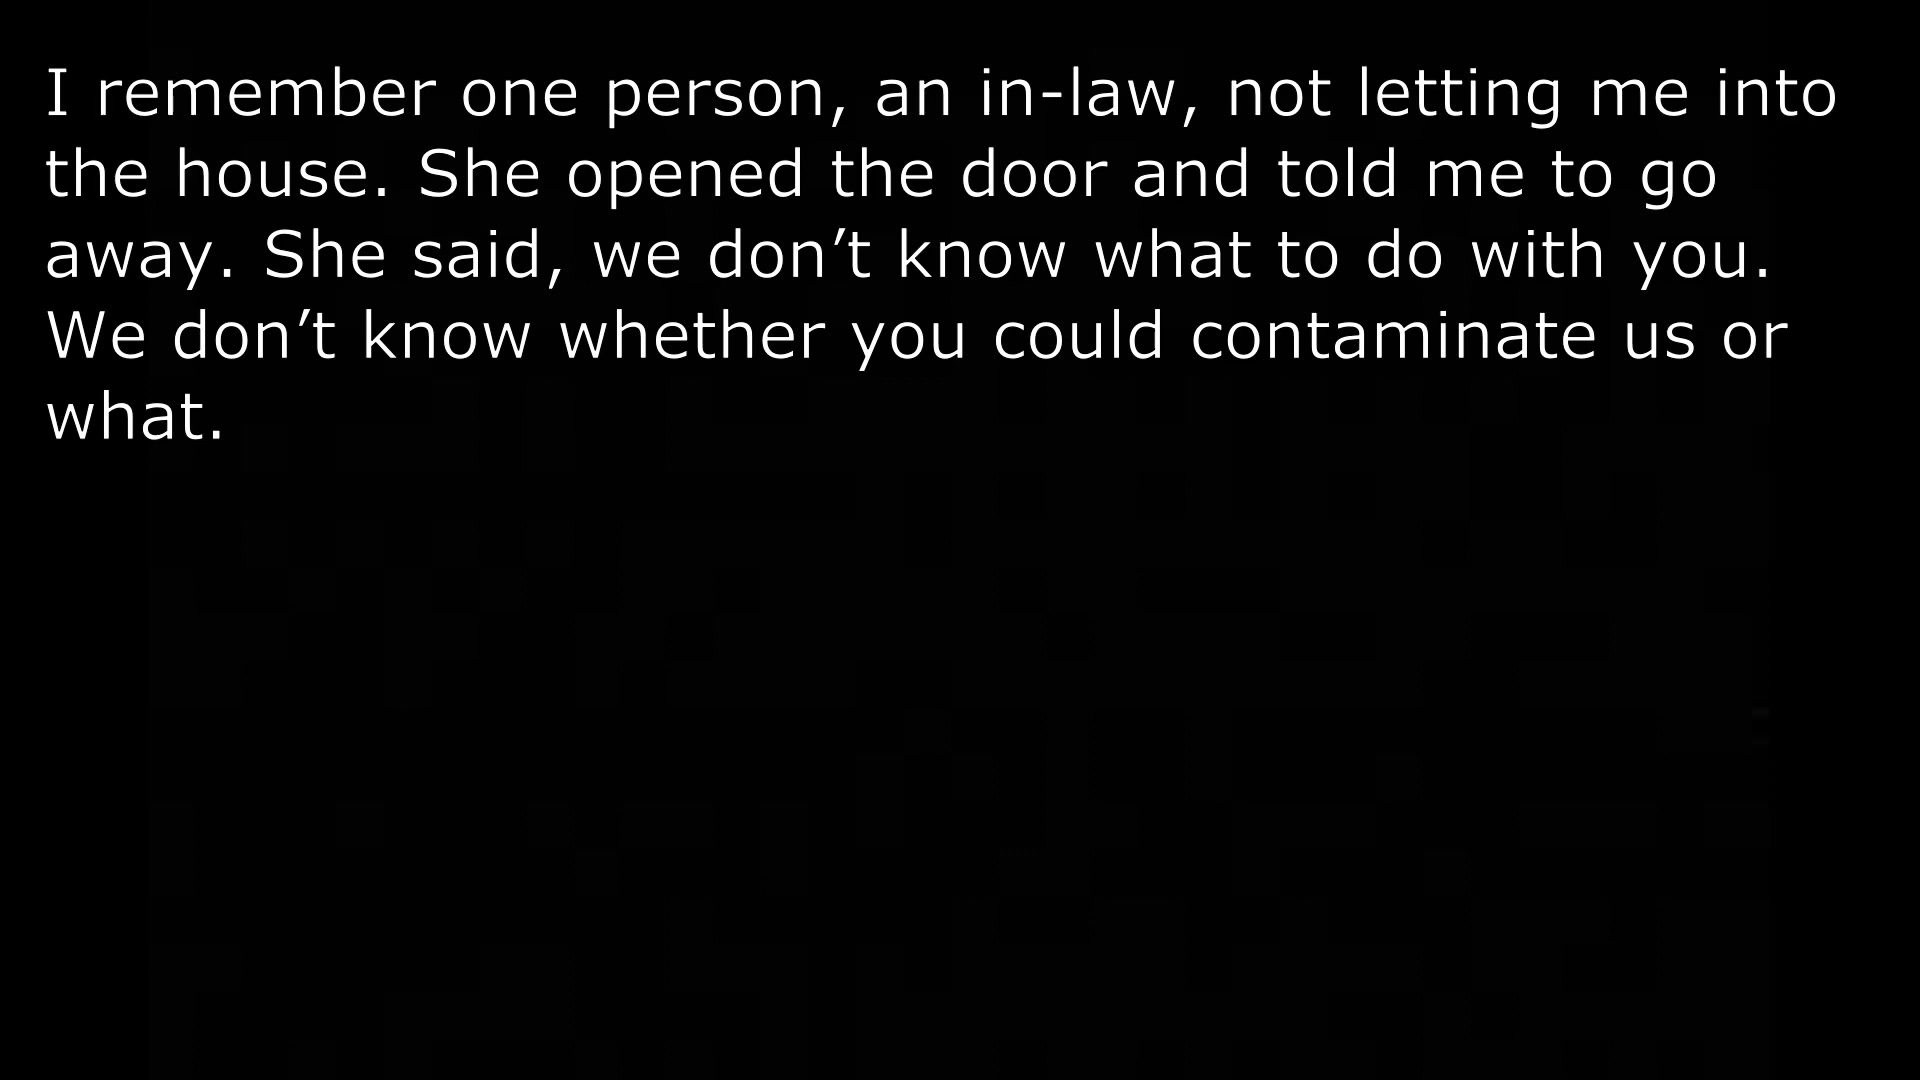 I remember one person, an in-law, not letting me into
the house. She opened the door and told me to go
away. She said, we don’t know what to do with you.
We don’t know whether you could contaminate us or
what.